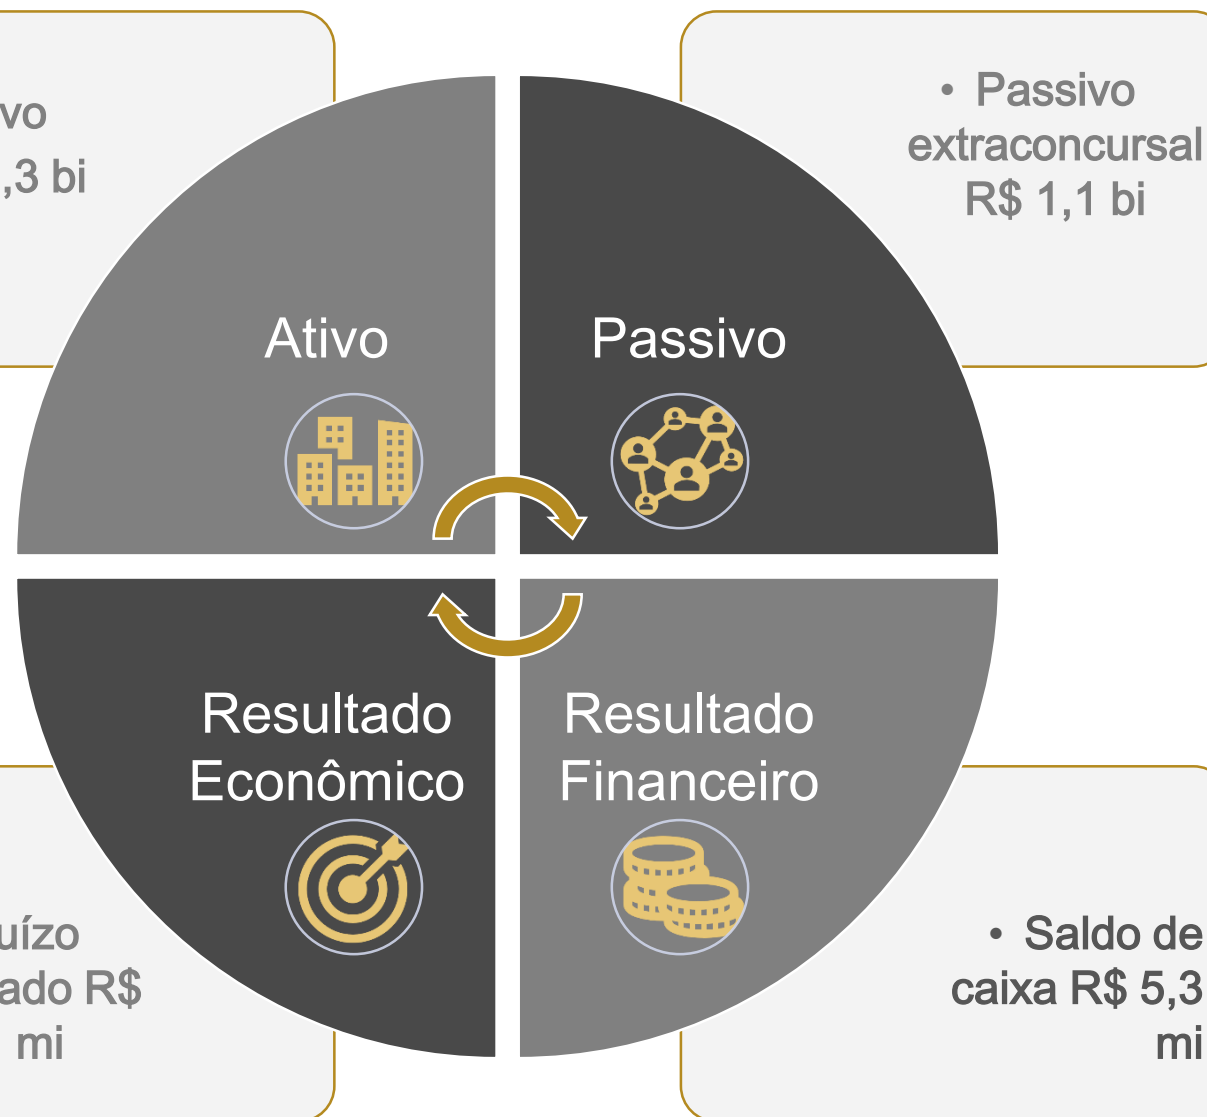 vo
,3 bi
• Passivo
extraconcursal
R$ 1,1 bi
Ativo
Passivo
Resultado
Econômico
Resultado
Financeiro
uízo
ado R$
mi
• Saldo de
caixa R$ 5,3
mi